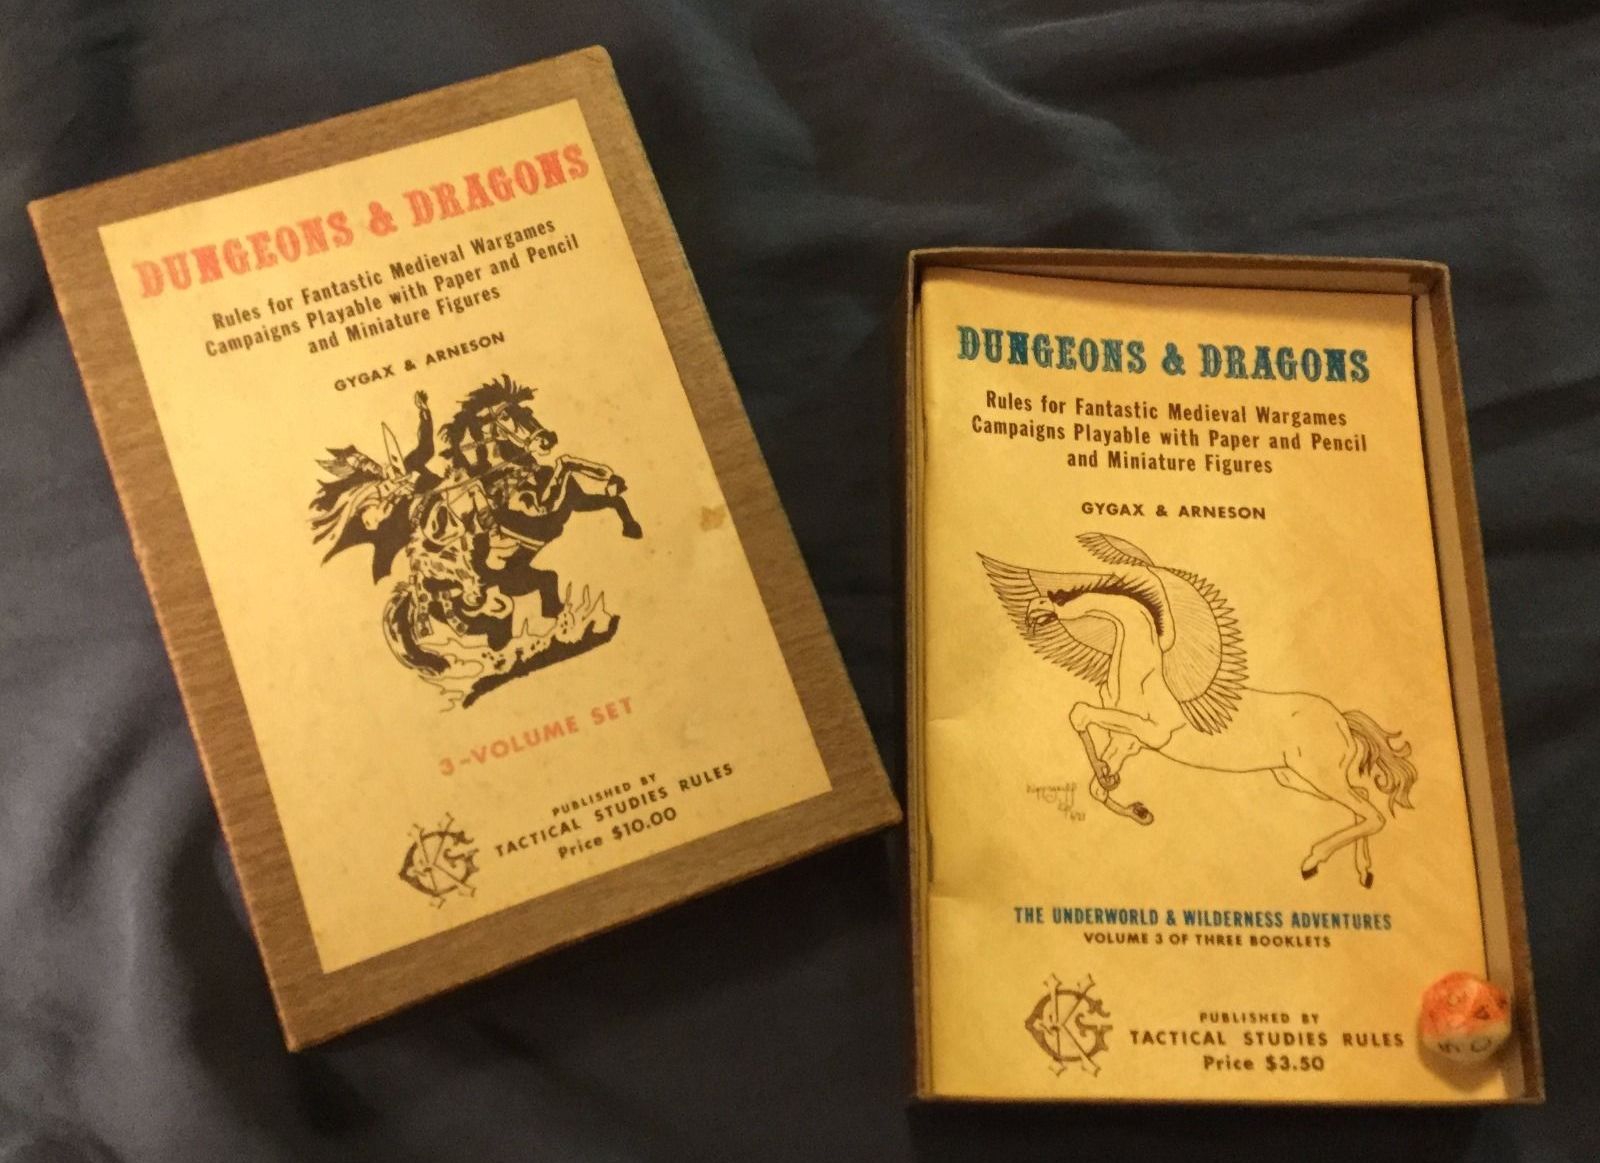 DUNGEONS & DRAGONS
Rules for Fantastic Medieval Wargames
Campaigns Playable with Paper and Pencil
and Miniature Figures
GYGAX & ARNESON
3-VOLUME SET
PUBLISHED BY
TACTICAL STUDIES RULES
Price $10.00
DUNGEONS & DRAGONS
Rules for Fantastic Medieval Wargames
Campaigns Playable with Paper and Pencil
and Miniature Figures
GYGAX & ARNESON
THE UNDERWORLD & WILDERNESS ADVENTURES
VOLUME 3 OF THREE BOOKLETS
PUBLISHED BY
TACTICAL STUDIES RULES
Price $3.50